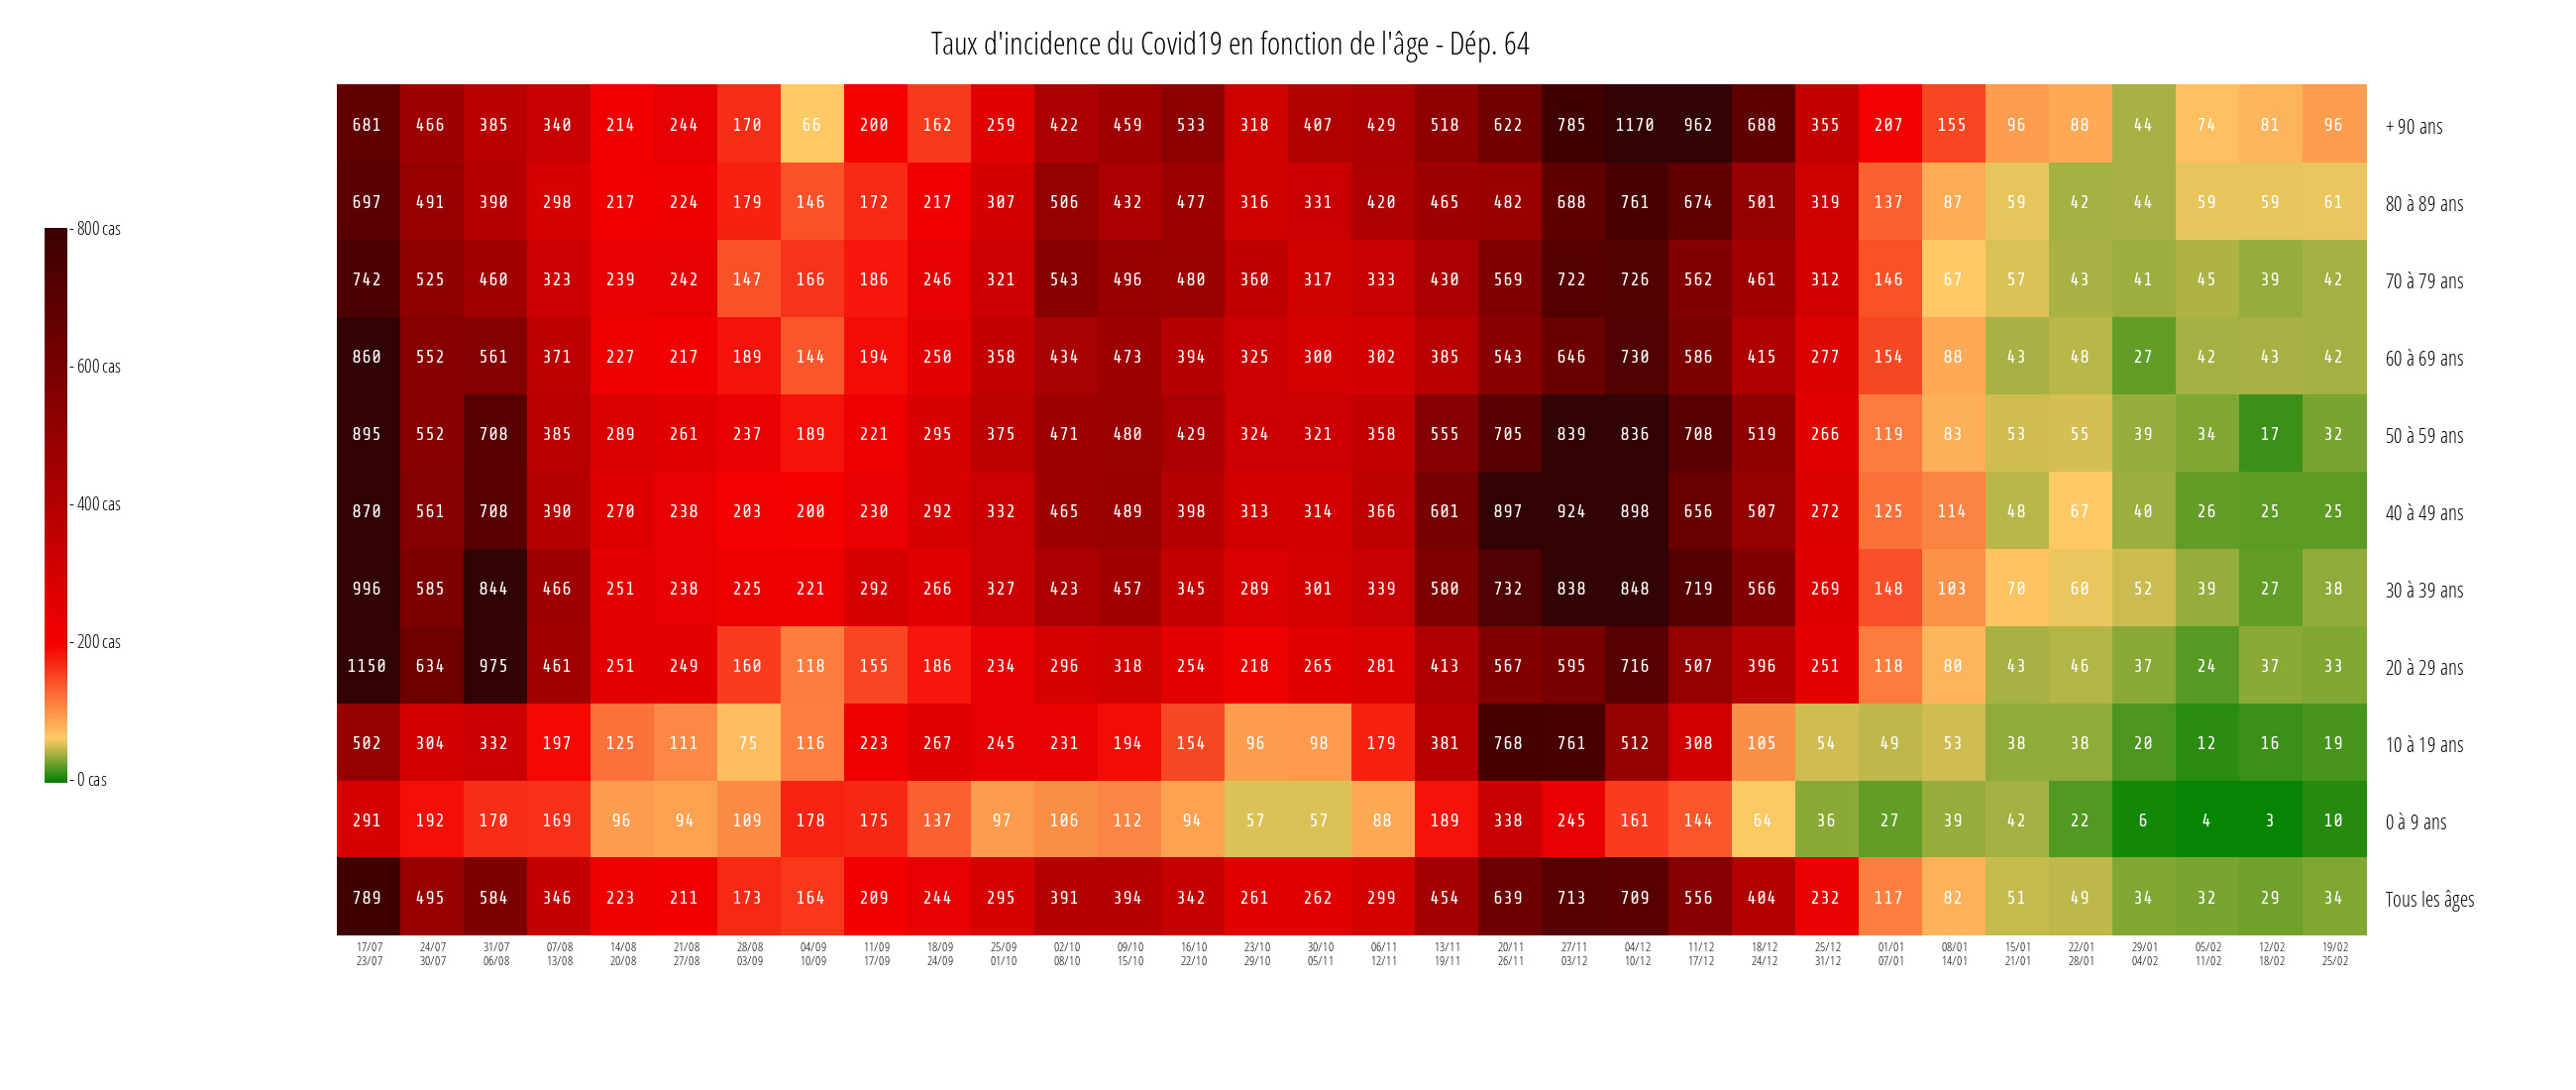 Taux d'incidence du Covid19 en fonction de l'âge - Dép. 64
- 800 cas
- 600 cas
- 400 cas
- 200 cas
- 0 cas
681 466 385 340 214 244 170 66 200 162 259 422 459 533 318 407 429 518 622 785 1170 962 688 355 207 155 96 88 44 74 81 96 + 90 ans
697 491 390 298 217 224 179 146 172 217 307 506 432 477 316 331 420 465 482 688 761 674 501 319 137 87 59 42 44 59 59 61 80 à 89 ans
742 525 460 323 239 242 147 166 186 246 321 543 496 480 360 317 333 430 569 722 726 562 461 312 146 67 57 43 41 45 39 42 70 à 79 ans
860 552 561 371 227 217 189 144 194 250 358 434 473 394 325 300 302 385 543 646 730 586 415 277 154 88 43 48 27 42 43 42 60 à 69 ans
895 552 708 385 289 261 237 189 221 295 375 471 480 429 324 321 358 555 705 839 836 708 519 266 119 83 53 55 39 34 17 32 50 à 59 ans
870 561 708 390 270 238 203 200 230 292 332 465 489 398 313 314 366 601 897 924 898 656 507 272 125 114 48 67 40 26 25 25 40 à 49 ans
996 585 844 466 251 238 225 221 292 266 327 423 457 345 289 301 339 580 732 838 848 719 566 269 148 103 70 60 52 39 27 38 30 à 39 ans
1150 634 975 461 251 249 160 118 155 186 234 296 318 254 218 265 281 413 567 595 716 507 396 251 118 80 43 46 37 24 37 33 20 à 29 ans
502 304 332 197 125 111 75 116 223 267 245 231 194 154 96 98 179 381 768 761 512 308 105 54 49 53 38 38 20 12 16 19 10 à 19 ans
291 192 170 169 96 94 109 178 175 137 97 106 112 94 57 57 88 189 338 245 161 144 64 36 27 39 42 22 6 4 3 10 0 à 9 ans
789 495 584 346 223 211 173 164 209 244 295 391 394 342 261 262 299 454 639 713 709 556 404 232 117 82 51 49 34 32 29 34 Tous les âges
17/07 24/07 31/07 07/08 14/08 21/08 28/08 04/09 11/09 18/09 25/09 02/10 09/10 16/10 23/10 30/10 06/11 13/11 20/11 27/11 04/12 11/12 18/12 25/12 01/01 08/01 15/01 22/01 29/01 05/02 12/02 19/02
23/07 30/07 06/08 13/08 20/08 27/08 03/09 10/09 17/09 24/09 01/10 08/10 15/10 22/10 29/10 05/11 12/11 19/11 26/11 03/12 10/12 17/12 24/12 31/12 07/01 14/01 21/01 28/01 04/02 11/02 18/02 25/02